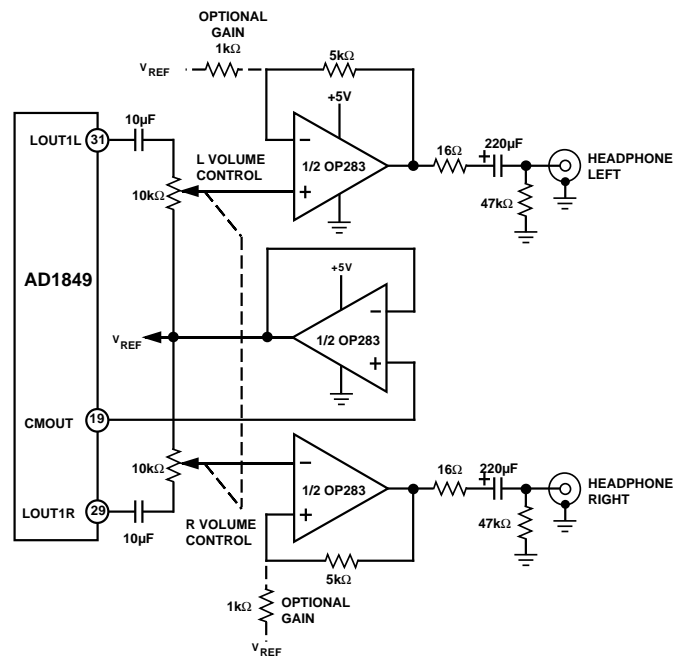 OPTIONAL
GAIN
1kΩ
VREF
5kΩ
+5V
10µF
LOUT1L
31
L VOLUME
CONTROL
10kΩ
−
+
1/2 OP283
16Ω
220µF
+
47kΩ
HEADPHONE
LEFT
AD1849
+5V
VREF
−
+
1/2 OP283
CMOUT
19
10kΩ
−
+
1/2 OP283
16Ω
220µF
+
47kΩ
HEADPHONE
RIGHT
LOUT1R
29
10µF
R VOLUME
CONTROL
5kΩ
1kΩ
OPTIONAL
GAIN
VREF